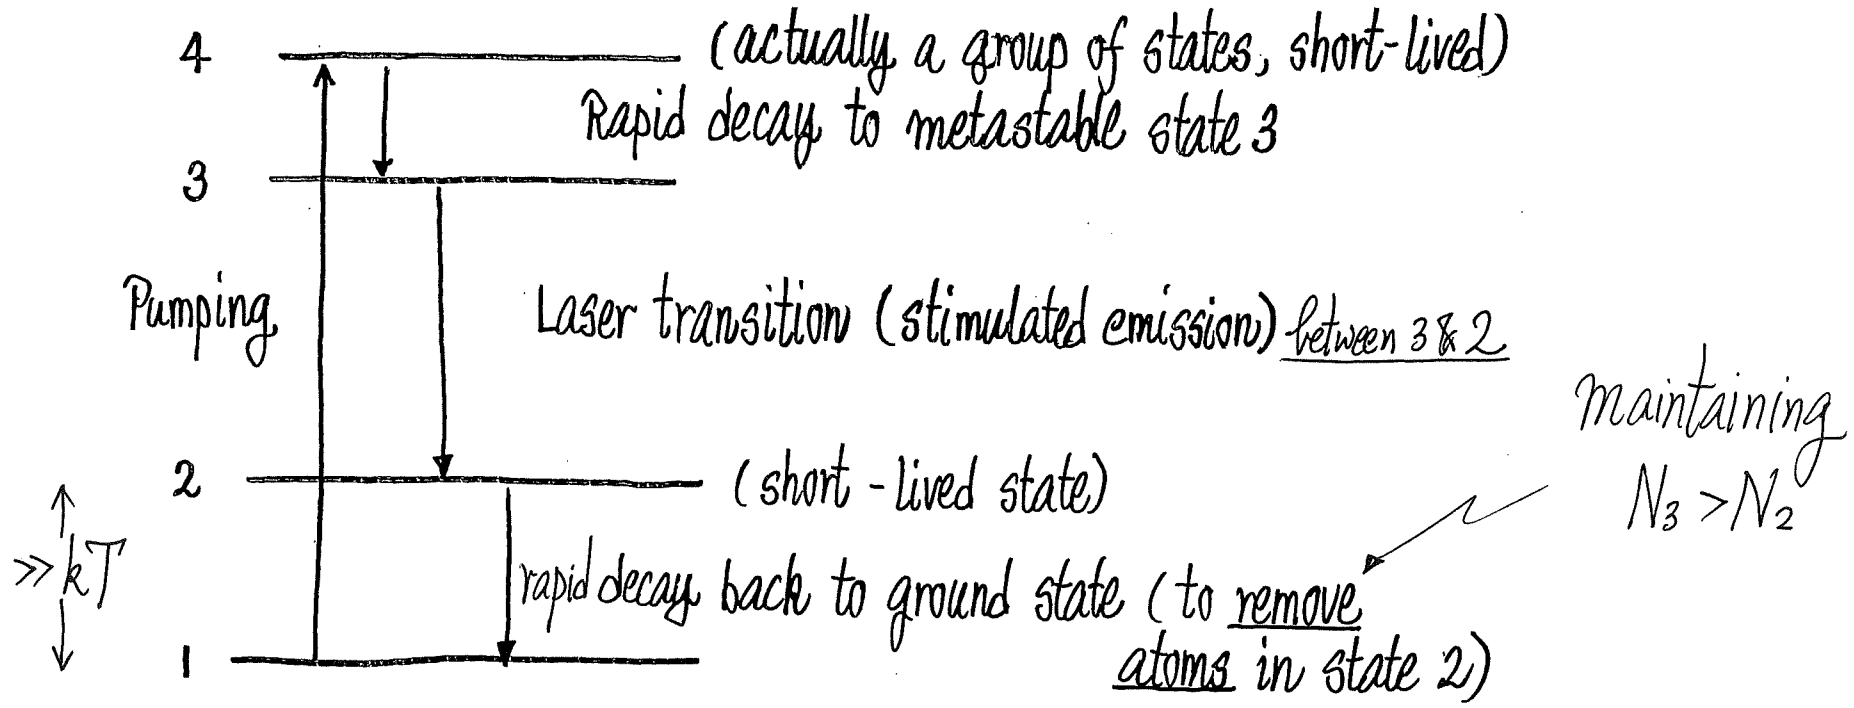 4 (actually a group of states, short-lived)
Rapid decay to metastable state 3
3
Pumping
Laser transition (stimulated emission) between 3 & 2
maintaining
N₃ > N₂
2 (short-lived state)
≫ kT
rapid decay back to ground state (to remove
1 atoms in state 2)